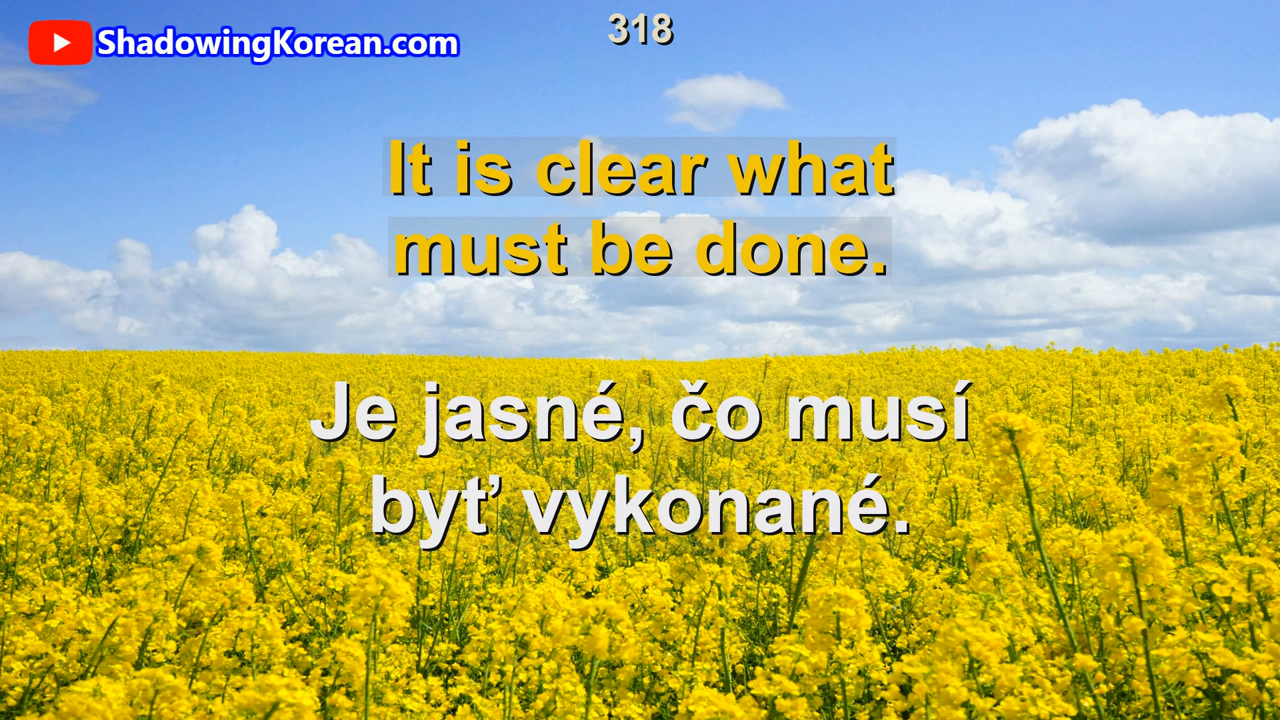 ShadowingKorean.com
318
It is clear what
must be done.
Je jasné, čo musí
byť vykonané.